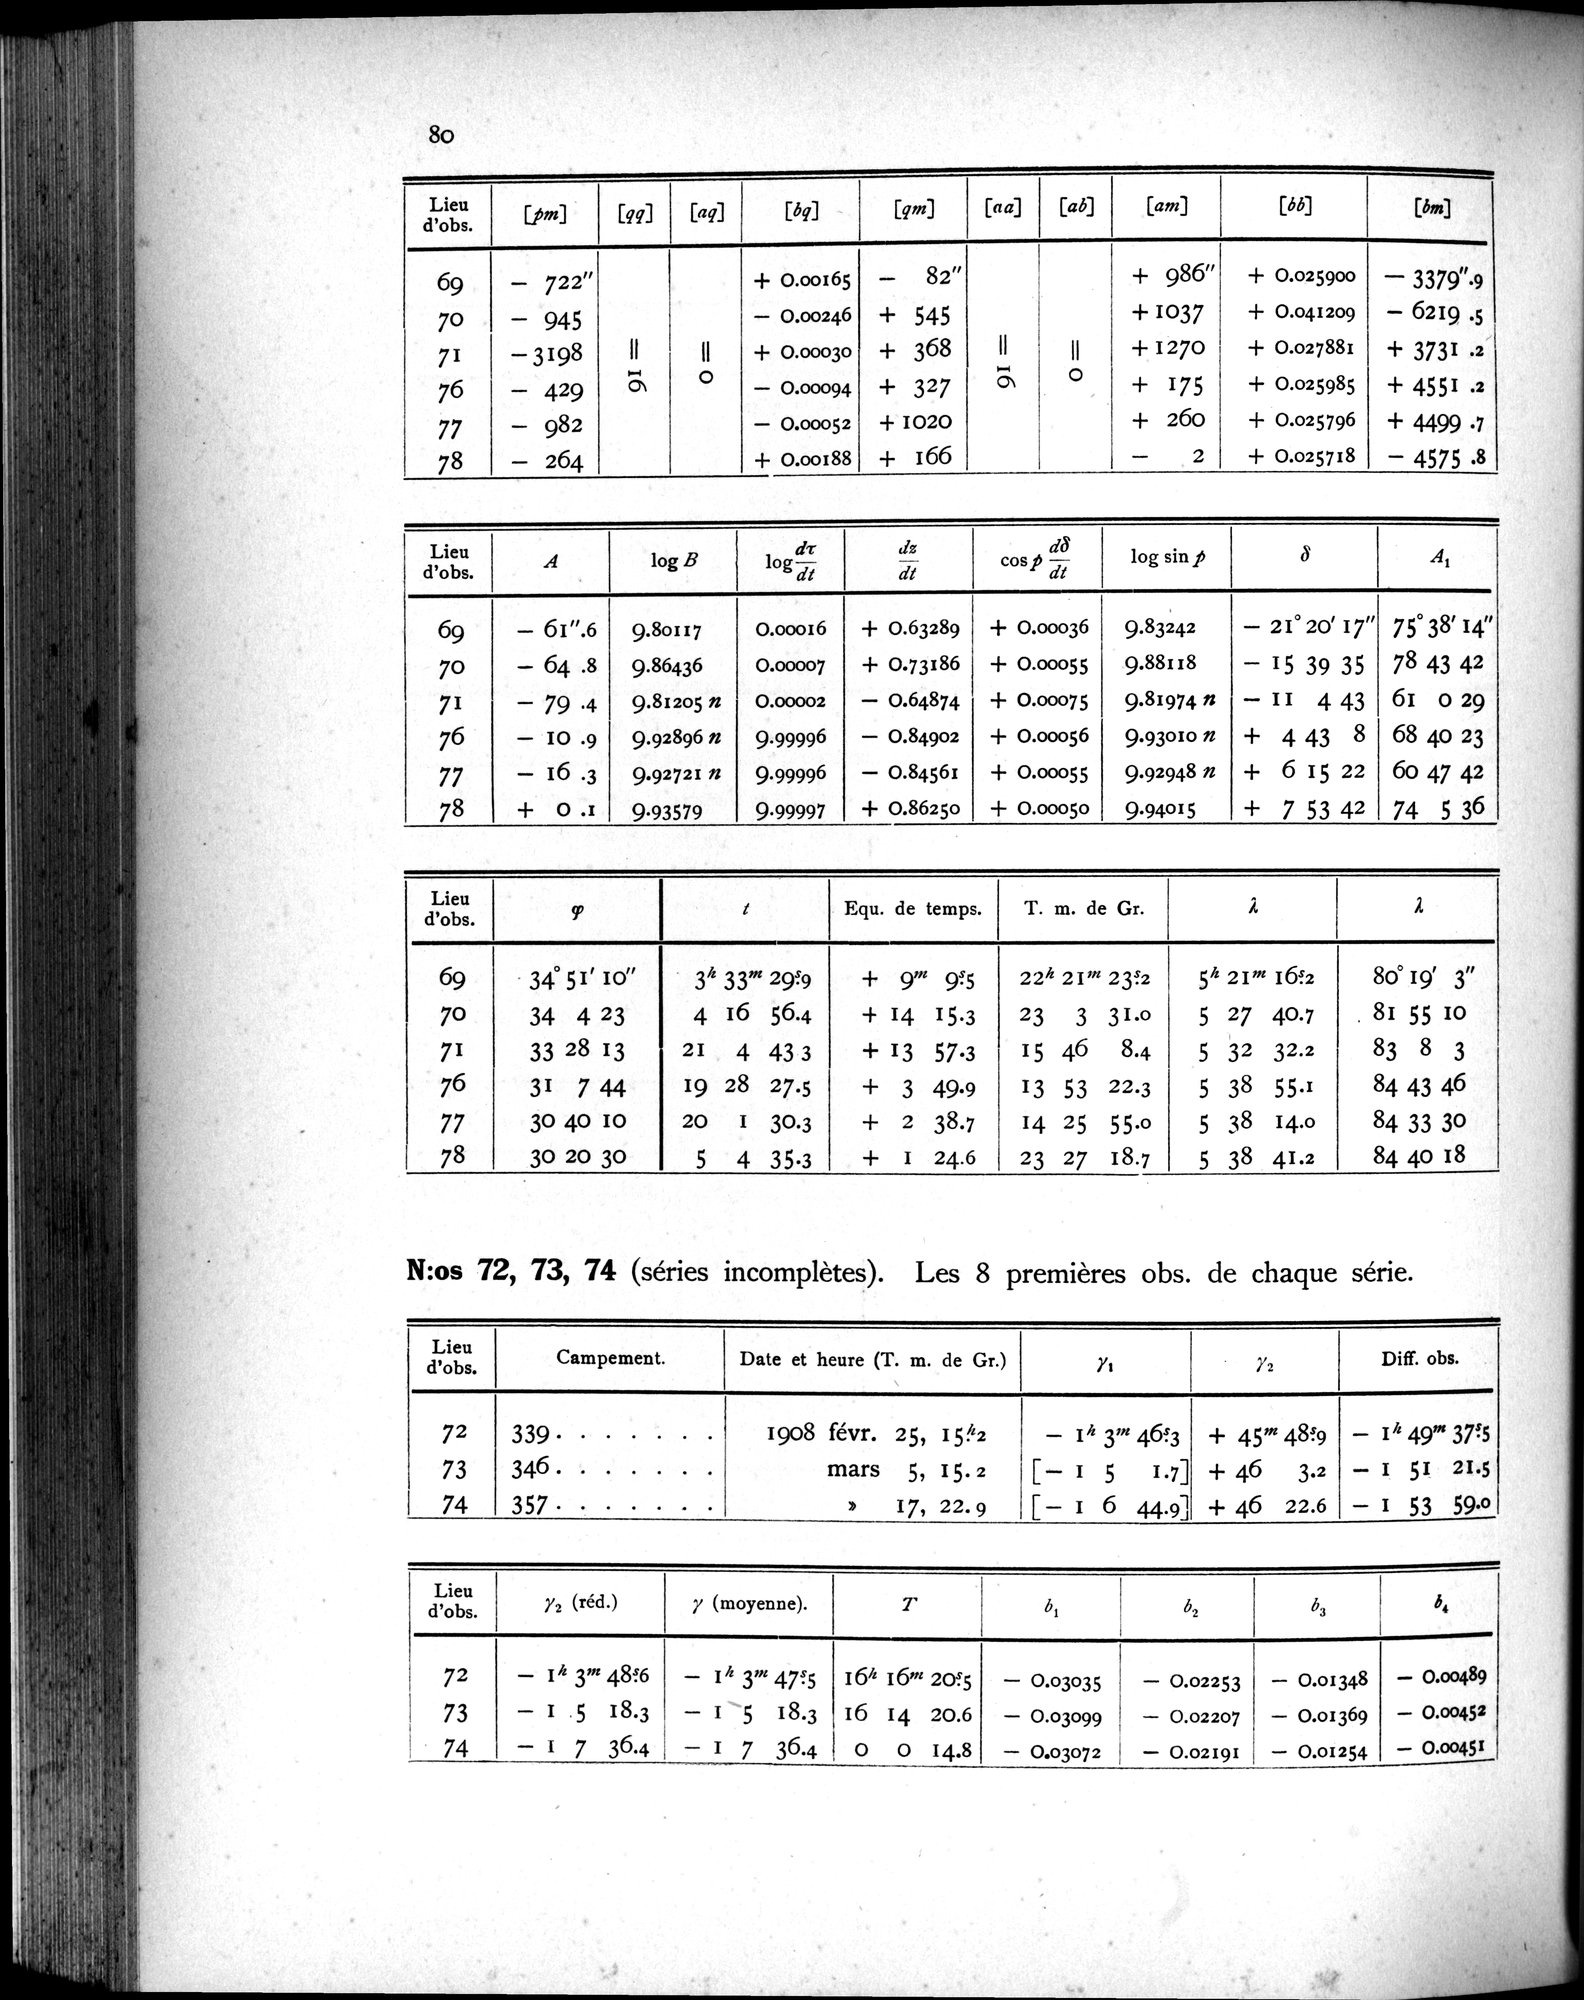 80
Lieu d'obs. | [pm] | [qq] | [aq] | [bq] | [qm] | [aa] | [ab] | [am] | [bb] | [bm]
69 | − 722″ | = 16 | = 0 | + 0.00165 | − 82″ | = 16 | = 0 | + 986″ | + 0.025900 | − 3379″.9
70 | − 945 | − 0.00246 | + 545 | + 1037 | + 0.041209 | − 6219 .5
71 | − 3198 | + 0.00030 | + 368 | + 1270 | + 0.027881 | + 3731 .2
76 | − 429 | − 0.00094 | + 327 | + 175 | + 0.025985 | + 4551 .2
77 | − 982 | − 0.00052 | + 1020 | + 260 | + 0.025796 | + 4499 .7
78 | − 264 | + 0.00188 | + 166 | − 2 | + 0.025718 | − 4575 .8
Lieu d'obs. | A | log B | log dτ/dt | dz/dt | cos p dδ/dt | log sin p | δ | A₁
69 | − 61″.6 | 9.80117 | 0.00016 | + 0.63289 | + 0.00036 | 9.83242 | − 21° 20′ 17″ | 75° 38′ 14″
70 | − 64 .8 | 9.86436 | 0.00007 | + 0.73186 | + 0.00055 | 9.88118 | − 15 39 35 | 78 43 42
71 | − 79 .4 | 9.81205 n | 0.00002 | − 0.64874 | + 0.00075 | 9.81974 n | − 11 4 43 | 61 0 29
76 | − 10 .9 | 9.92896 n | 9.99996 | − 0.84902 | + 0.00056 | 9.93010 n | + 4 43 8 | 68 40 23
77 | − 16 .3 | 9.92721 n | 9.99996 | − 0.84561 | + 0.00055 | 9.92948 n | + 6 15 22 | 60 47 42
78 | + 0 .1 | 9.93579 | 9.99997 | + 0.86250 | + 0.00050 | 9.94015 | + 7 53 42 | 74 5 36
Lieu d'obs. | φ | t | Equ. de temps. | T. m. de Gr. | λ | λ
69 | 34° 51′ 10″ | 3h 33m 29s.9 | + 9m 9s.5 | 22h 21m 23s.2 | 5h 21m 16s.2 | 80° 19′ 3″
70 | 34 4 23 | 4 16 56.4 | + 14 15.3 | 23 3 31.0 | 5 27 40.7 | 81 55 10
71 | 33 28 13 | 21 4 43 3 | + 13 57.3 | 15 46 8.4 | 5 32 32.2 | 83 8 3
76 | 31 7 44 | 19 28 27.5 | + 3 49.9 | 13 53 22.3 | 5 38 55.1 | 84 43 46
77 | 30 40 10 | 20 1 30.3 | + 2 38.7 | 14 25 55.0 | 5 38 14.0 | 84 33 30
78 | 30 20 30 | 5 4 35.3 | + 1 24.6 | 23 27 18.7 | 5 38 41.2 | 84 40 18
N:os 72, 73, 74 (séries incomplètes). Les 8 premières obs. de chaque série.
Lieu d'obs. | Campement. | Date et heure (T. m. de Gr.) | γ₁ | γ₂ | Diff. obs.
72 | 339 . . . . . . . | 1908 févr. 25, 15h.2 | − 1h 3m 46s.3 | + 45m 48s.9 | − 1h 49m 37s.5
73 | 346 . . . . . . . | mars 5, 15.2 | [− 1 5 1.7] | + 46 3.2 | − 1 51 21.5
74 | 357 . . . . . . . | » 17, 22.9 | [− 1 6 44.9] | + 46 22.6 | − 1 53 59.0
Lieu d'obs. | γ₂ (réd.) | γ (moyenne). | T | b₁ | b₂ | b₃ | b₄
72 | − 1h 3m 48s.6 | − 1h 3m 47s.5 | 16h 16m 20s.5 | − 0.03035 | − 0.02253 | − 0.01348 | − 0.00489
73 | − 1 5 18.3 | − 1 5 18.3 | 16 14 20.6 | − 0.03099 | − 0.02207 | − 0.01369 | − 0.00452
74 | − 1 7 36.4 | − 1 7 36.4 | 0 0 14.8 | − 0.03072 | − 0.02191 | − 0.01254 | − 0.00451